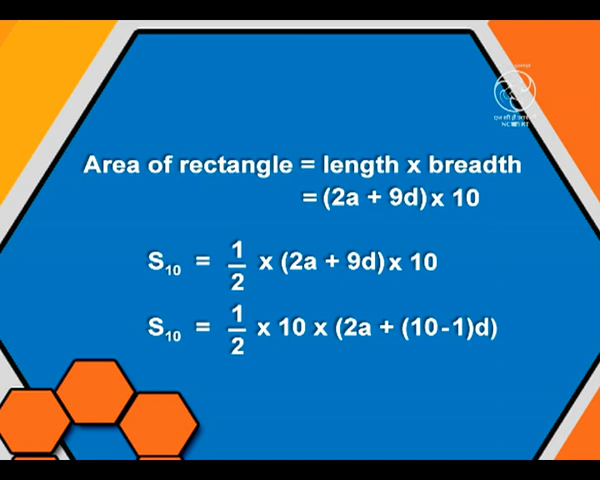 Area of rectangle = length x breadth
= (2a + 9d) x 10
S₁₀ = 1/2 x (2a + 9d) x 10
S₁₀ = 1/2 x 10 x (2a + (10-1)d)